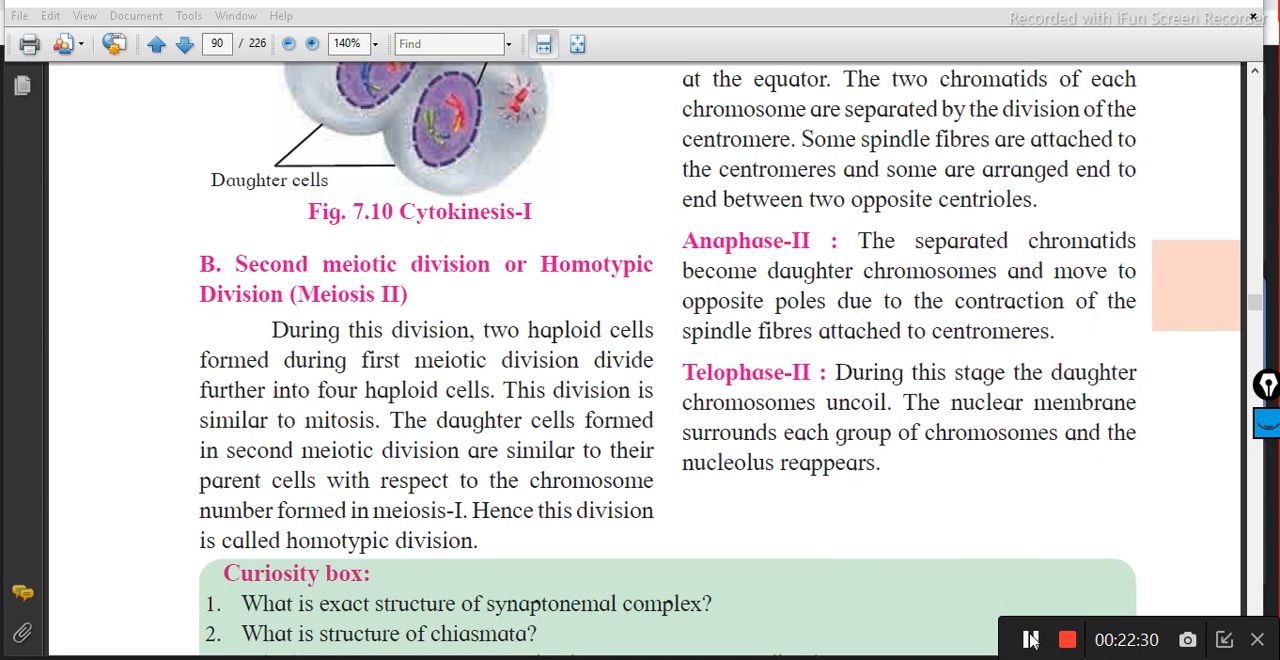 File Edit View Document Tools Window Help
Recorded with iFun Screen Recorder
90 / 226 140% Find
Daughter cells
Fig. 7.10 Cytokinesis-I
B. Second meiotic division or Homotypic
Division (Meiosis II)
During this division, two haploid cells
formed during first meiotic division divide
further into four haploid cells. This division is
similar to mitosis. The daughter cells formed
in second meiotic division are similar to their
parent cells with respect to the chromosome
number formed in meiosis-I. Hence this division
is called homotypic division.
at the equator. The two chromatids of each
chromosome are separated by the division of the
centromere. Some spindle fibres are attached to
the centromeres and some are arranged end to
end between two opposite centrioles.
Anaphase-II : The separated chromatids
become daughter chromosomes and move to
opposite poles due to the contraction of the
spindle fibres attached to centromeres.
Telophase-II : During this stage the daughter
chromosomes uncoil. The nuclear membrane
surrounds each group of chromosomes and the
nucleolus reappears.
Curiosity box:
1. What is exact structure of synaptonemal complex?
2. What is structure of chiasmata?
00:22:30